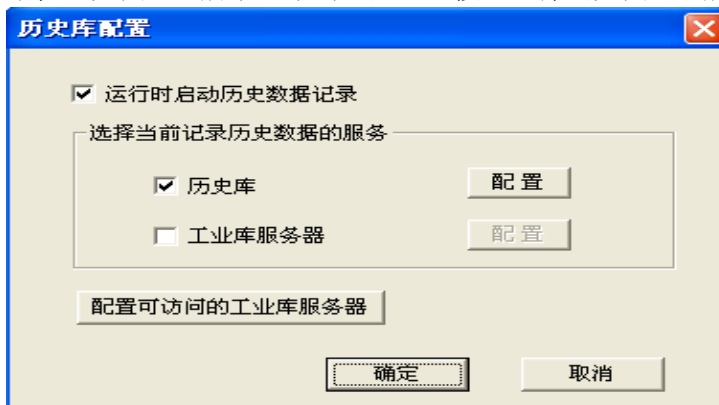 历史库配置
运行时启动历史数据记录
选择当前记录历史数据的服务
历史库 配置
工业库服务器 配置
配置可访问的工业库服务器
确定 取消